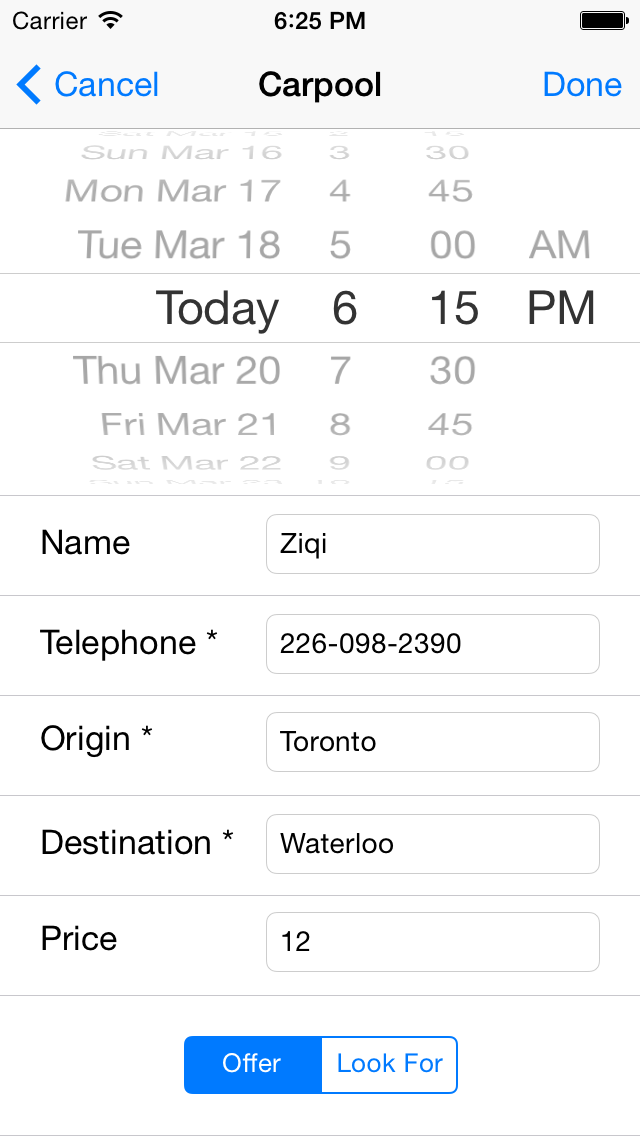 Carrier 6:25 PM
Cancel Carpool Done
Sun Mar 16 3 30
Mon Mar 17 4 45
Tue Mar 18 5 00 AM
Today 6 15 PM
Thu Mar 20 7 30
Fri Mar 21 8 45
Sat Mar 22 9 00
Name Ziqi
Telephone * 226-098-2390
Origin * Toronto
Destination * Waterloo
Price 12
Offer Look For